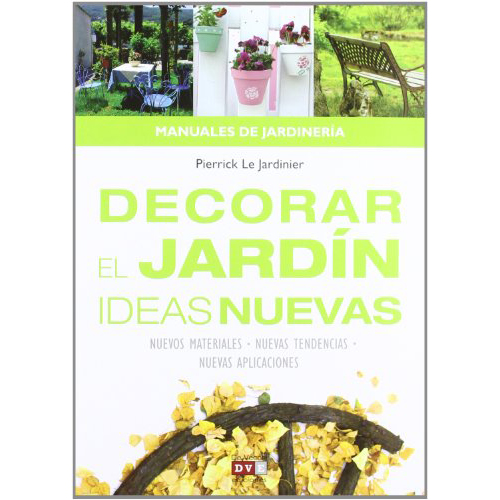 MANUALES DE JARDINERÍA
Pierrick Le Jardinier
DECORAR
EL JARDÍN
IDEAS NUEVAS
NUEVOS MATERIALES • NUEVAS TENDENCIAS •
NUEVAS APLICACIONES
DVE